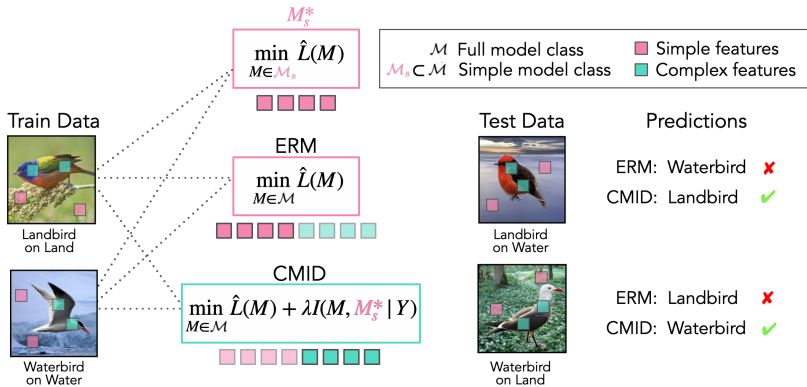 M*ₛ
min L̂(M)
M∈ℳₛ
ℳ Full model class
ℳₛ⊂ℳ Simple model class
Simple features
Complex features
Train Data
Landbird
on Land
Waterbird
on Water
ERM
min L̂(M)
M∈ℳ
CMID
min L̂(M) + λI(M, M*ₛ | Y)
M∈ℳ
Test Data
Landbird
on Water
Waterbird
on Land
Predictions
ERM: Waterbird ✘
CMID: Landbird ✔
ERM: Landbird ✘
CMID: Waterbird ✔